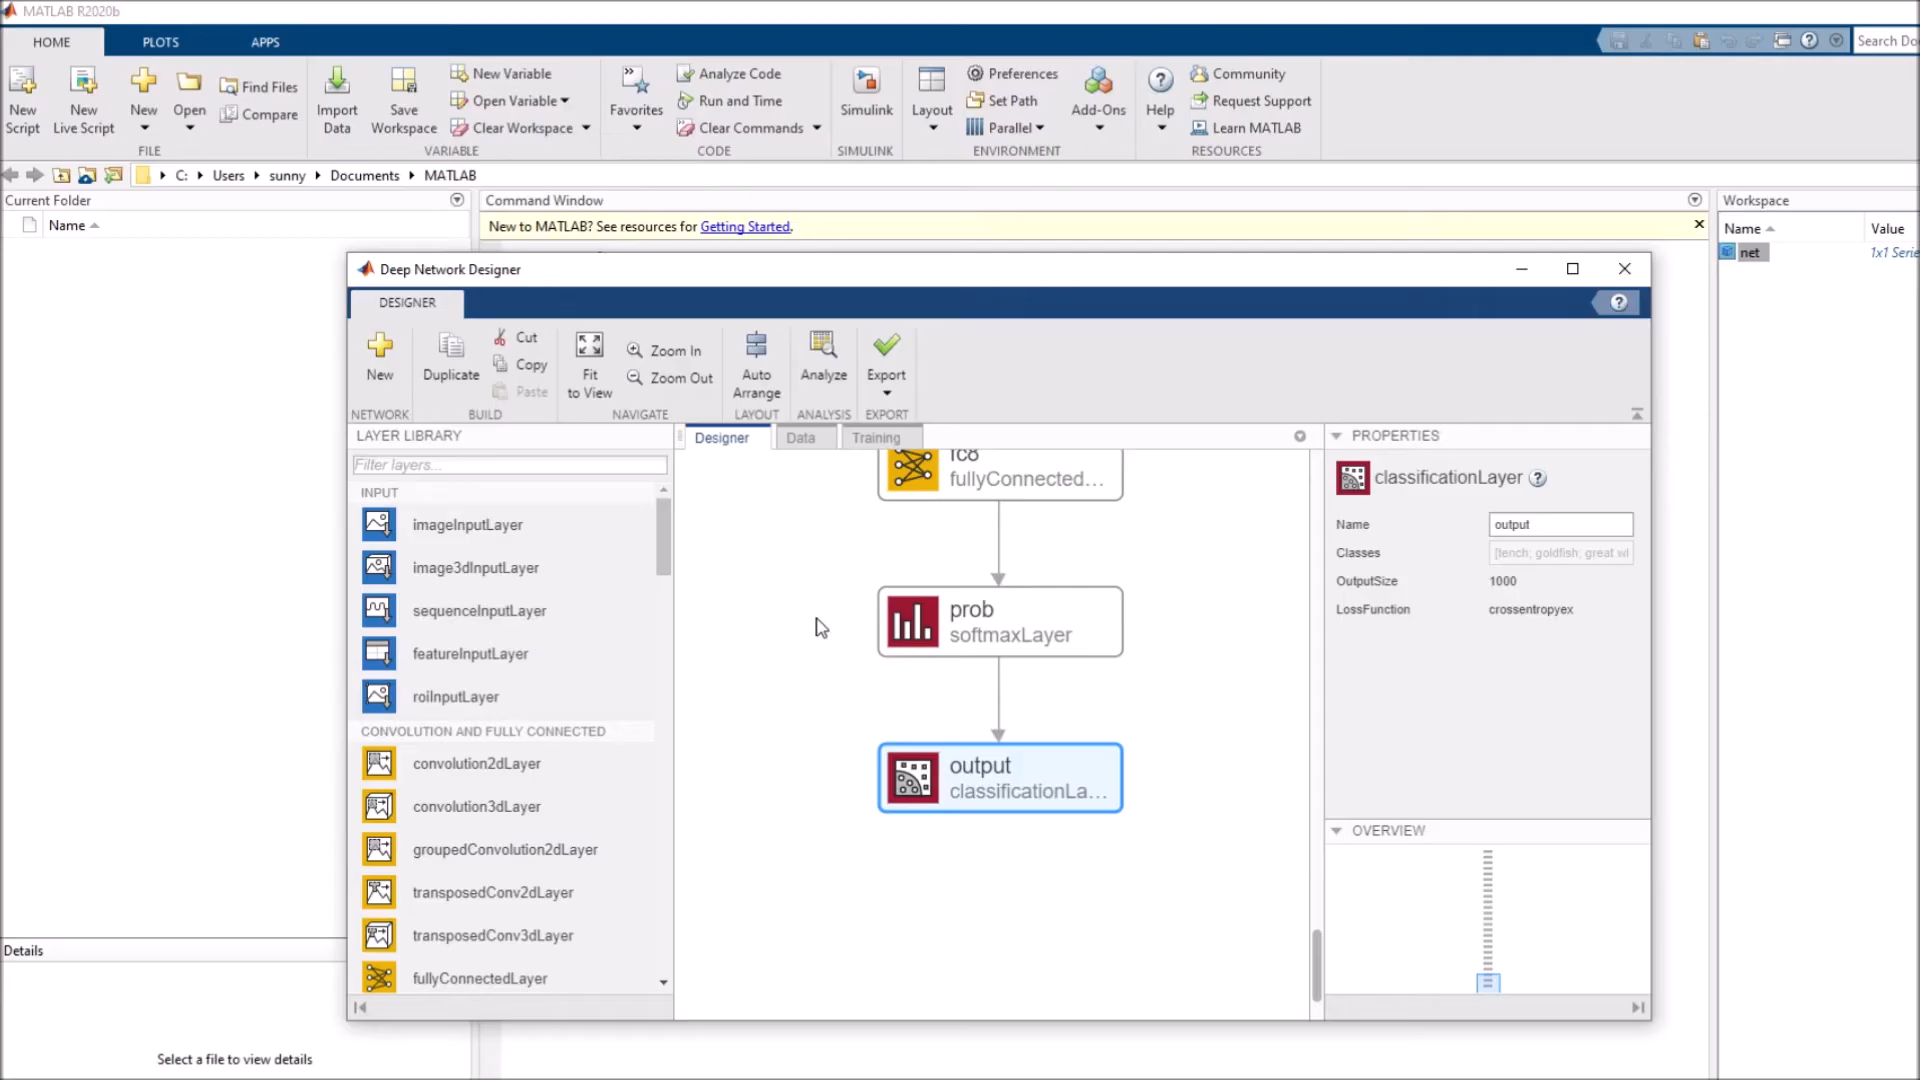 MATLAB R2020b
HOME
PLOTS
APPS
Search Do
New Script
New Live Script
New
Open
Find Files
Compare
FILE
Import Data
Save Workspace
New Variable
Open Variable
Clear Workspace
VARIABLE
Favorites
Analyze Code
Run and Time
Clear Commands
CODE
Simulink
SIMULINK
Layout
Preferences
Set Path
Parallel
Add-Ons
ENVIRONMENT
Help
Community
Request Support
Learn MATLAB
RESOURCES
C: Users sunny Documents MATLAB
Current Folder
Name
Command Window
New to MATLAB? See resources for Getting Started.
Workspace
Name Value
net 1x1 Serie
Deep Network Designer
DESIGNER
New
NETWORK
Duplicate
Cut
Copy
Paste
BUILD
Fit to View
Zoom In
Zoom Out
NAVIGATE
Auto Arrange
LAYOUT
Analyze
ANALYSIS
Export
EXPORT
LAYER LIBRARY
Filter layers...
INPUT
imageInputLayer
image3dInputLayer
sequenceInputLayer
featureInputLayer
roiInputLayer
CONVOLUTION AND FULLY CONNECTED
convolution2dLayer
convolution3dLayer
groupedConvolution2dLayer
transposedConv2dLayer
transposedConv3dLayer
fullyConnectedLayer
Designer
Data
Training
fc8
fullyConnected...
prob
softmaxLayer
output
classificationLa...
PROPERTIES
classificationLayer
Name output
Classes [tench; goldfish; great wl
OutputSize 1000
LossFunction crossentropyex
OVERVIEW
Details
Select a file to view details